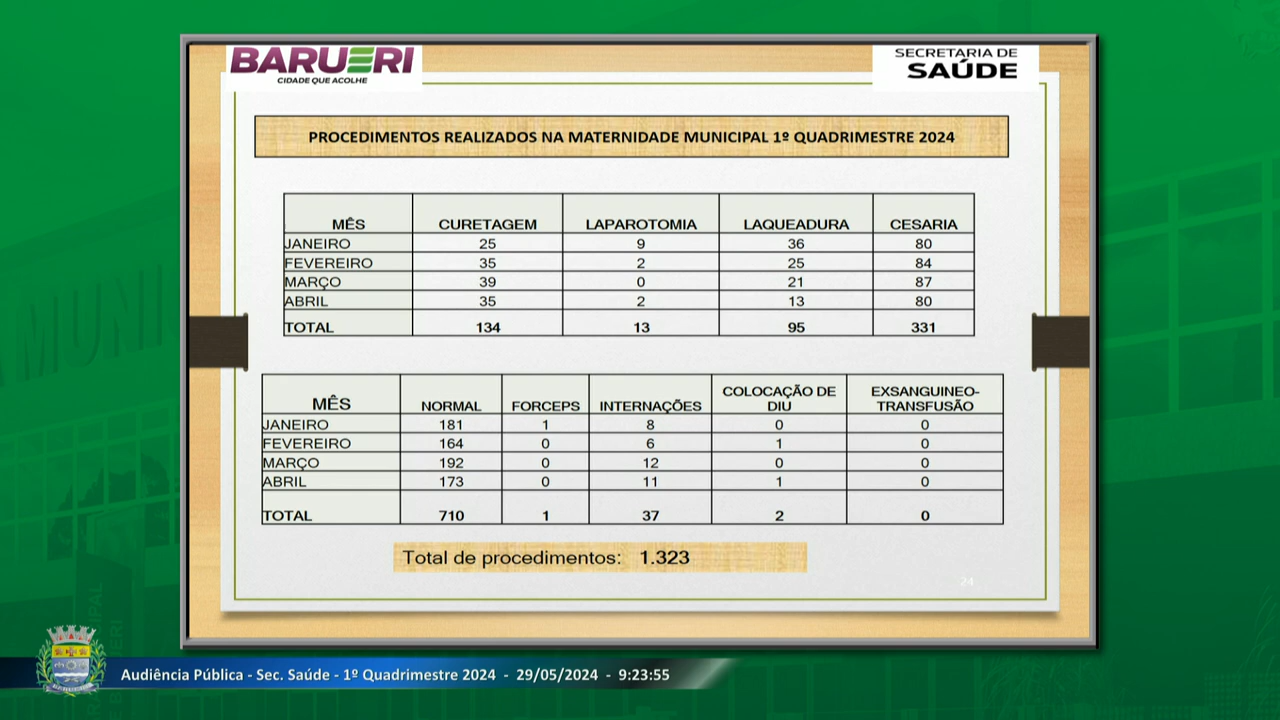 BARUERI
CIDADE QUE ACOLHE
SECRETARIA DE
SAÚDE
PROCEDIMENTOS REALIZADOS NA MATERNIDADE MUNICIPAL 1º QUADRIMESTRE 2024
MÊS CURETAGEM LAPAROTOMIA LAQUEADURA CESARIA
JANEIRO 25 9 36 80
FEVEREIRO 35 2 25 84
MARÇO 39 0 21 87
ABRIL 35 2 13 80
TOTAL 134 13 95 331
MÊS NORMAL FORCEPS INTERNAÇÕES COLOCAÇÃO DE DIU EXSANGUINEO-TRANSFUSÃO
JANEIRO 181 1 8 0 0
FEVEREIRO 164 0 6 1 0
MARÇO 192 0 12 0 0
ABRIL 173 0 11 1 0
TOTAL 710 1 37 2 0
Total de procedimentos: 1.323
24
Audiência Pública - Sec. Saúde - 1º Quadrimestre 2024 - 29/05/2024 - 9:23:55